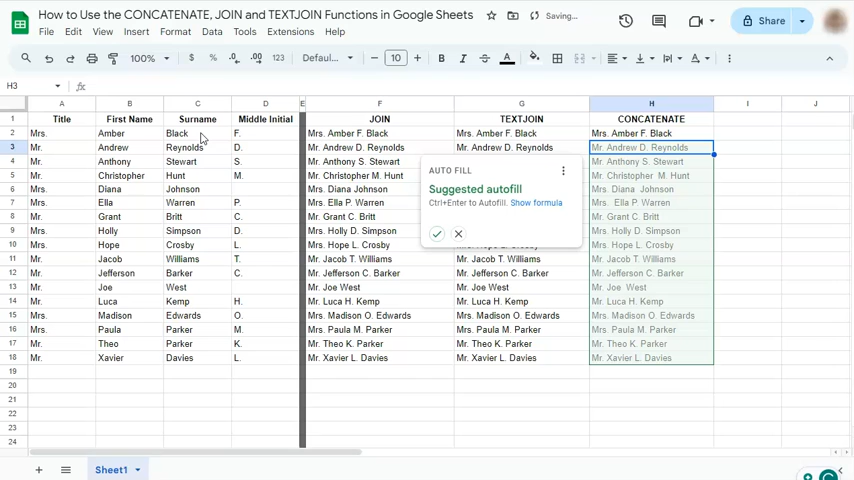 How to Use the CONCATENATE, JOIN and TEXTJOIN Functions in Google Sheets
Saving...
File Edit View Insert Format Data Tools Extensions Help
Share
100% $ % .0 .00 123 Defaul... 10 B I A
H3 fx
A B C D E F G H I J
1 Title First Name Surname Middle Initial JOIN TEXTJOIN CONCATENATE
2 Mrs. Amber Black F. Mrs. Amber F. Black Mrs. Amber F. Black Mrs. Amber F. Black
3 Mr. Andrew Reynolds D. Mr. Andrew D. Reynolds Mr. Andrew D. Reynolds Mr. Andrew D. Reynolds
4 Mr. Anthony Stewart S. Mr. Anthony S. Stewart Mr. Anthony S. Stewart
5 Mr. Christopher Hunt M. Mr. Christopher M. Hunt Mr. Christopher  M. Hunt
6 Mrs. Diana Johnson Mrs. Diana Johnson Mrs. Diana  Johnson
7 Mrs. Ella Warren P. Mrs. Ella P. Warren Mrs.  Ella P. Warren
8 Mr. Grant Britt C. Mr. Grant C. Britt Mr. Grant C. Britt
9 Mrs. Holly Simpson D. Mrs. Holly D. Simpson Mrs. Holly D. Simpson
10 Mrs. Hope Crosby L. Mrs. Hope L. Crosby Mrs. Hope L. Crosby
11 Mr. Jacob Williams T. Mr. Jacob T. Williams Mr. Jacob T. Williams Mr. Jacob T. Williams
12 Mr. Jefferson Barker C. Mr. Jefferson C. Barker Mr. Jefferson C. Barker Mr. Jefferson C. Barker
13 Mr. Joe West Mr. Joe West Mr. Joe West Mr. Joe  West
14 Mr. Luca Kemp H. Mr. Luca H. Kemp Mr. Luca H. Kemp Mr. Luca H. Kemp
15 Mrs. Madison Edwards O. Mrs. Madison O. Edwards Mrs. Madison O. Edwards Mrs. Madison O. Edwards
16 Mrs. Paula Parker M. Mrs. Paula M. Parker Mrs. Paula M. Parker Mrs. Paula M. Parker
17 Mr. Theo Parker K. Mr. Theo K. Parker Mr. Theo K. Parker Mr. Theo K. Parker
18 Mr. Xavier Davies L. Mr. Xavier L. Davies Mr. Xavier L. Davies Mr. Xavier L. Davies
19
20
21
22
23
24
AUTO FILL
Suggested autofill
Ctrl+Enter to Autofill. Show formula
Sheet1